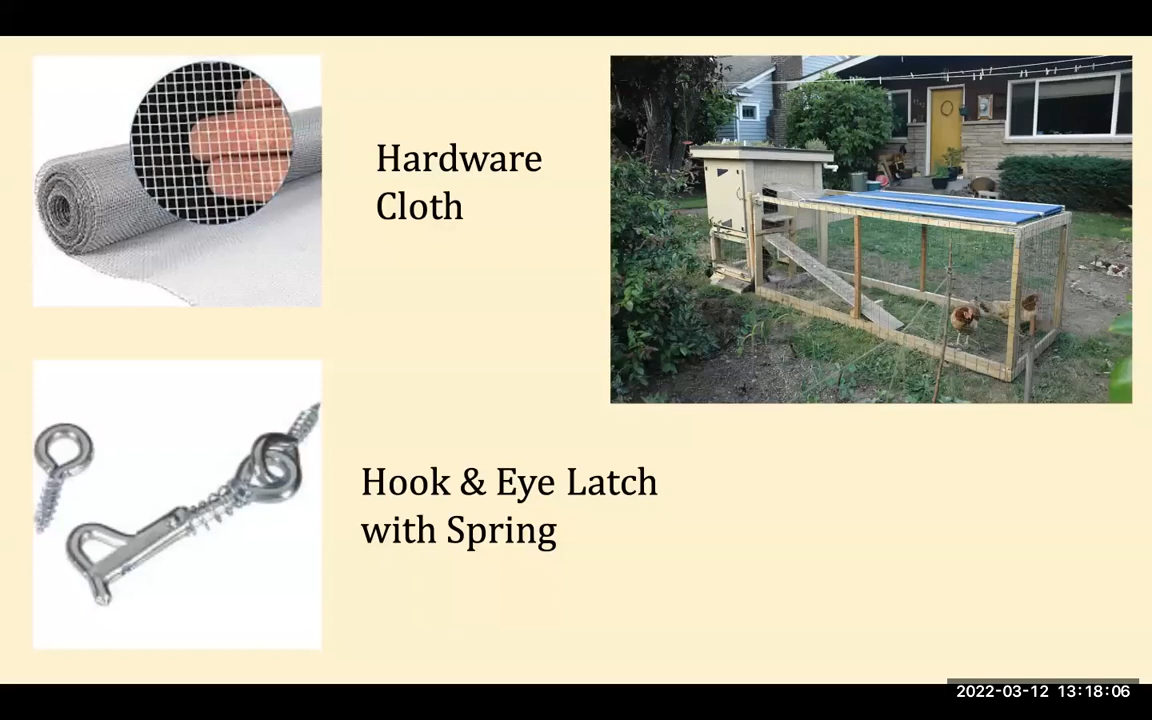 Hardware
Cloth
Hook & Eye Latch
with Spring
2022-03-12 13:18:06